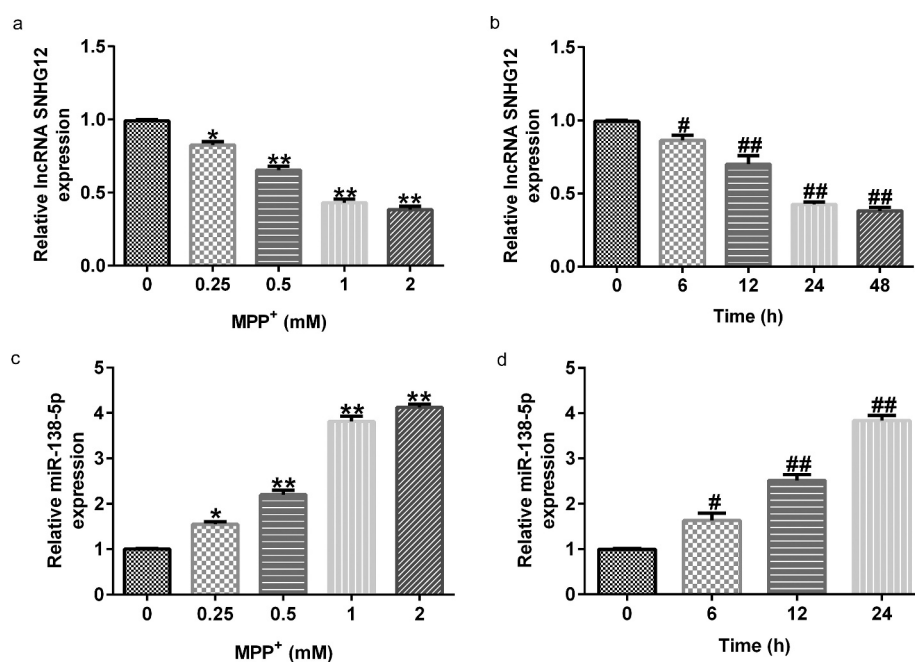 a
Relative lncRNA SNHG12
expression
1.5
1.0
0.5
0.0
*
**
**
**
0 0.25 0.5 1 2
MPP+ (mM)
b
Relative lncRNA SNHG12
expression
1.5
1.0
0.5
0.0
#
##
##
##
0 6 12 24 48
Time (h)
c
Relative miR-138-5p
expression
5
4
3
2
1
0
*
**
**
**
0 0.25 0.5 1 2
MPP+ (mM)
d
Relative miR-138-5p
expression
5
4
3
2
1
0
#
##
##
0 6 12 24
Time (h)